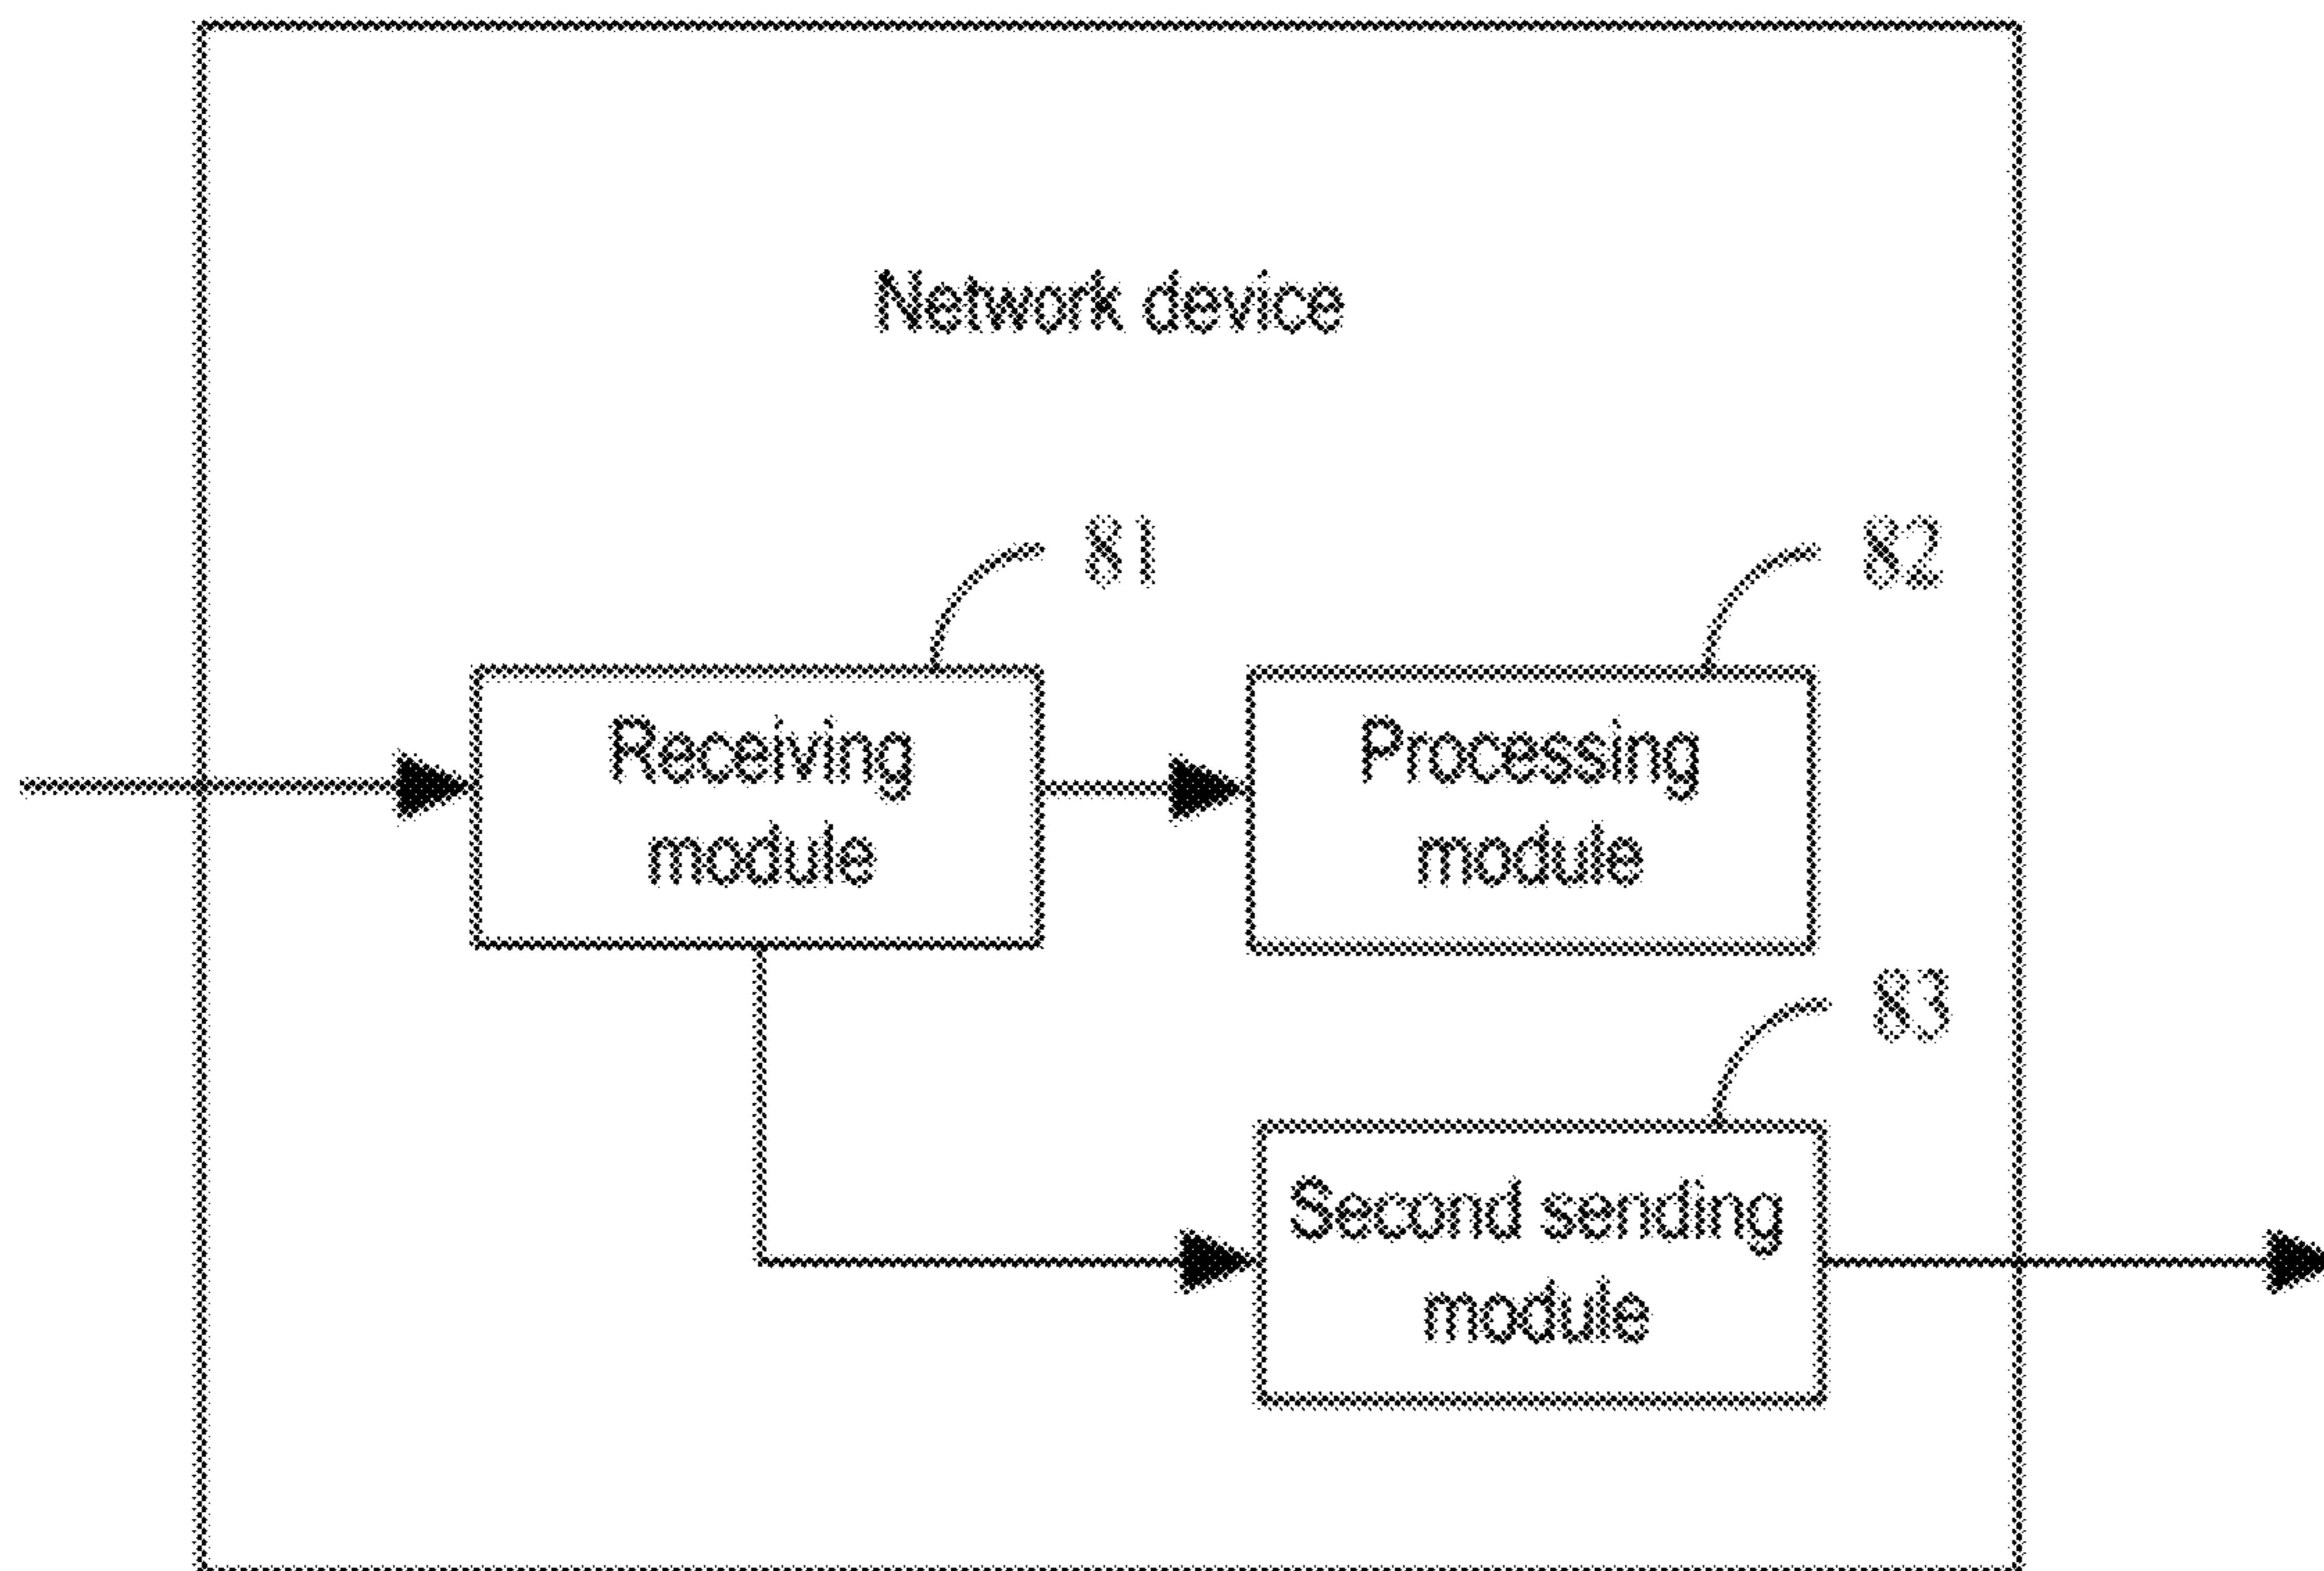 Network device
81
82
Receiving
module
Processing
module
83
Second sending
module